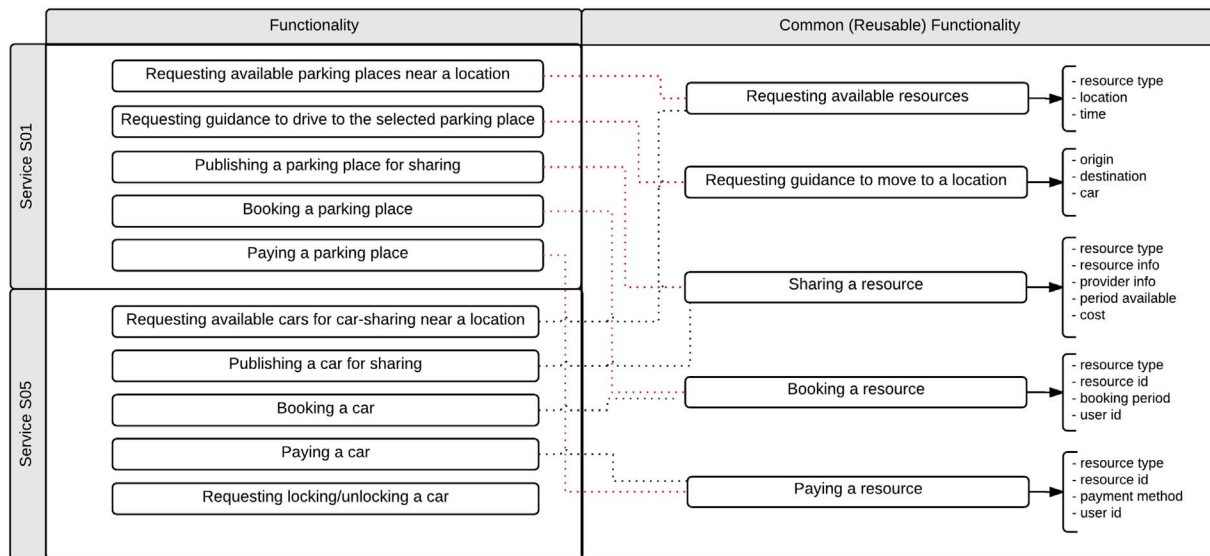 Functionality
Common (Reusable) Functionality
Service S01
Requesting available parking places near a location
Requesting guidance to drive to the selected parking place
Publishing a parking place for sharing
Booking a parking place
Paying a parking place
Service S05
Requesting available cars for car-sharing near a location
Publishing a car for sharing
Booking a car
Paying a car
Requesting locking/unlocking a car
Requesting available resources
- resource type
- location
- time
Requesting guidance to move to a location
- origin
- destination
- car
Sharing a resource
- resource type
- resource info
- provider info
- period available
- cost
Booking a resource
- resource type
- resource id
- booking period
- user id
Paying a resource
- resource type
- resource id
- payment method
- user id